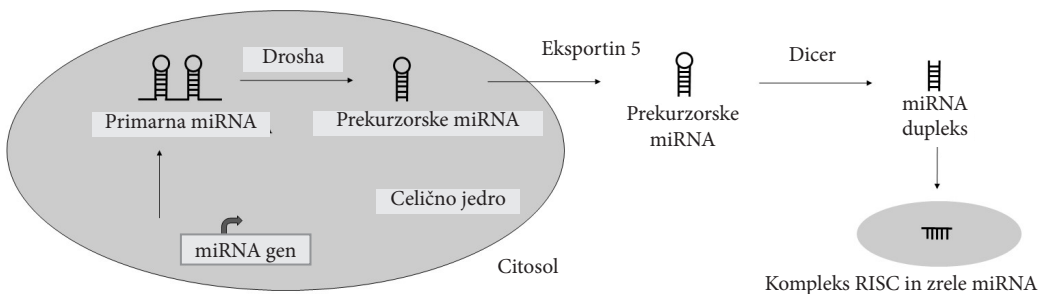 Drosha
Eksportin 5
Dicer
Primarna miRNA
Prekurzorske miRNA
Prekurzorske
miRNA
miRNA
dupleks
Celično jedro
miRNA gen
Citosol
Kompleks RISC in zrele miRNA